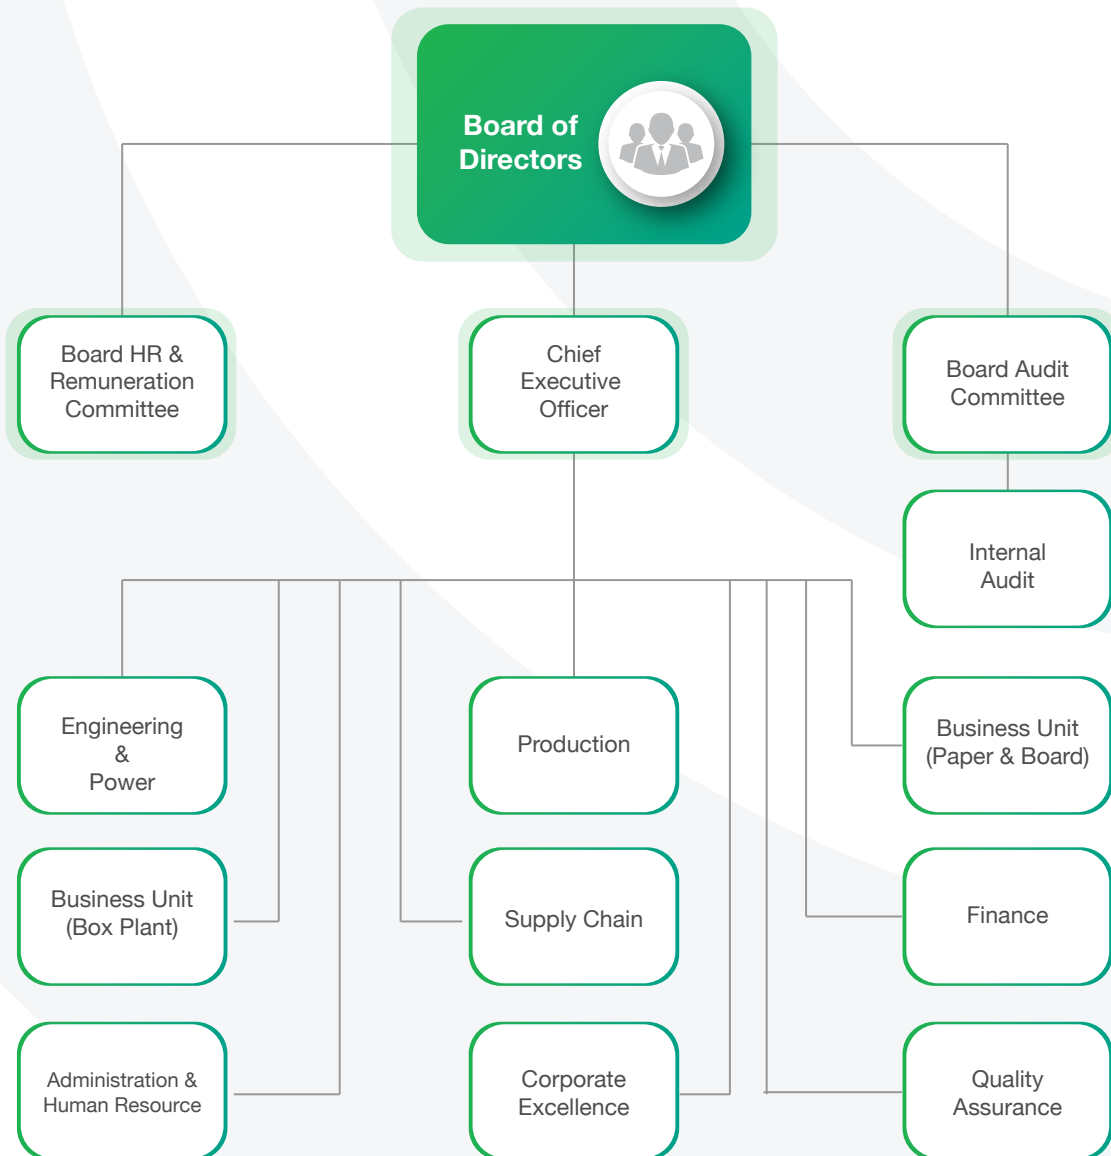 Board of
Directors
Board HR &
Remuneration
Committee
Chief
Executive
Officer
Board Audit
Committee
Internal
Audit
Engineering
&
Power
Production
Business Unit
(Paper & Board)
Business Unit
(Box Plant)
Supply Chain
Finance
Administration &
Human Resource
Corporate
Excellence
Quality
Assurance